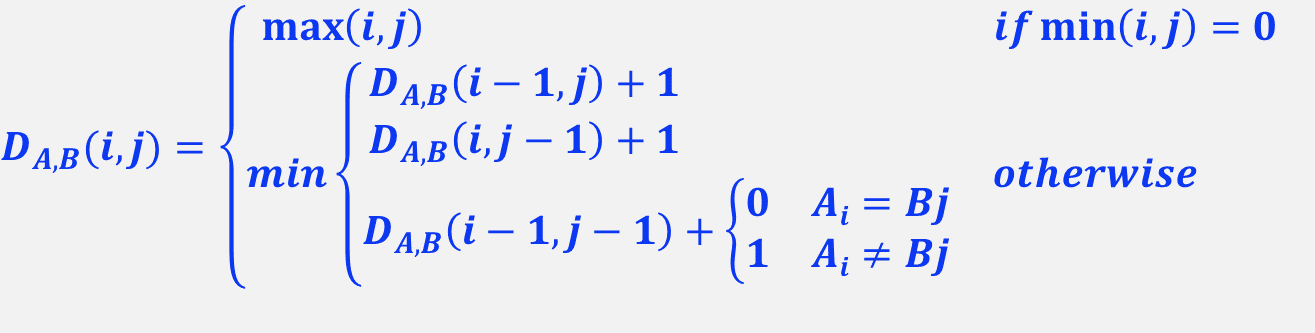 max(i,j) if min(i,j) = 0
D_{A,B}(i − 1,j) + 1
D_{A,B}(i,j − 1) + 1
D_{A,B}(i,j) = min otherwise
D_{A,B}(i − 1,j − 1) +
0 A_i = Bj
1 A_i ≠ Bj